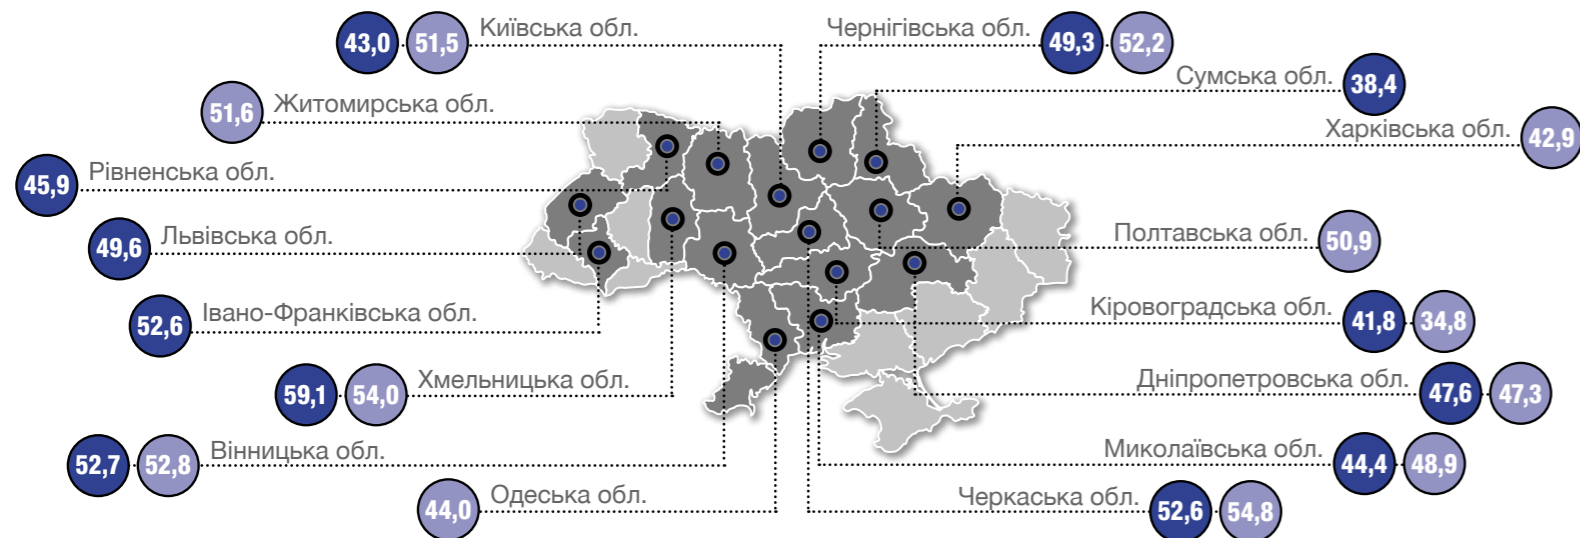 43,0 51,5 Київська обл.
Чернігівська обл. 49,3 52,2
Сумська обл. 38,4
51,6 Житомирська обл.
Харківська обл. 42,9
45,9 Рівненська обл.
49,6 Львівська обл.
Полтавська обл. 50,9
52,6 Івано-Франківська обл.
Кіровоградська обл. 41,8 34,8
59,1 54,0 Хмельницька обл.
Дніпропетровська обл. 47,6 47,3
52,7 52,8 Вінницька обл.
Миколаївська обл. 44,4 48,9
44,0 Одеська обл.
Черкаська обл. 52,6 54,8